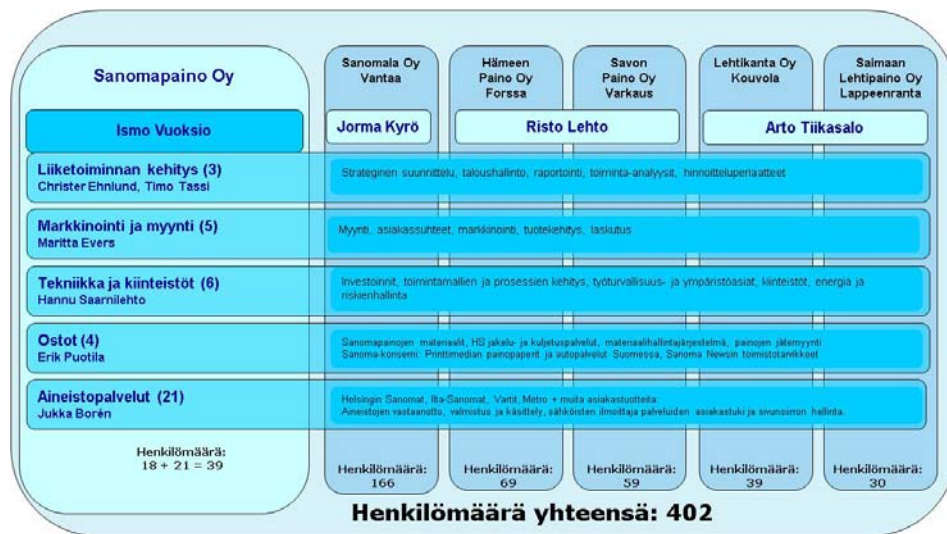 Sanomapaino Oy
Ismo Vuoksio
Sanomala Oy
Vantaa
Hämeen
Paino Oy
Forssa
Savon
Paino Oy
Varkaus
Lehtikanta Oy
Kouvola
Saimaan
Lehtipaino Oy
Lappeenranta
Jorma Kyrö
Risto Lehto
Arto Tiikasalo
Liiketoiminnan kehitys (3)
Christer Ehnlund, Timo Tassi
Strateginen suunnittelu, taloushallinto, raportointi, toiminta-analyysit, hinnoitteluperiaatteet
Markkinointi ja myynti (5)
Maritta Evers
Myynti, asiakassuhteet, markkinointi, tuotekehitys, laskutus
Tekniikka ja kiinteistöt (6)
Hannu Saarnilehto
Investoinnit, toimintamallien ja prosessien kehitys, työturvallisuus- ja ympäristöasiat, kiinteistöt, energia ja
riskienhallinta
Ostot (4)
Erik Puotila
Sanomapainojen materiaalit, HS jakelu- ja kuljetuspalvelut, materiaalihallintajärjestelmä, painojen jätemyynti
Sanoma-konserni: Printtimedian painopaperit ja autopalvelut Suomessa, Sanoma Newsin toimistotarvikkeet
Aineistopalvelut (21)
Jukka Borén
Helsingin Sanomat, Ilta-Sanomat, Vartit, Metro + muita asiakastuotteita:
Aineistojen vastaanotto, valmistus ja käsittely, sähköisten ilmoittaja palveluiden asiakastuki ja sivunsiirron hallinta.
Henkilömäärä:
18 + 21 = 39
Henkilömäärä:
166
Henkilömäärä:
69
Henkilömäärä:
59
Henkilömäärä:
39
Henkilömäärä:
30
Henkilömäärä yhteensä: 402